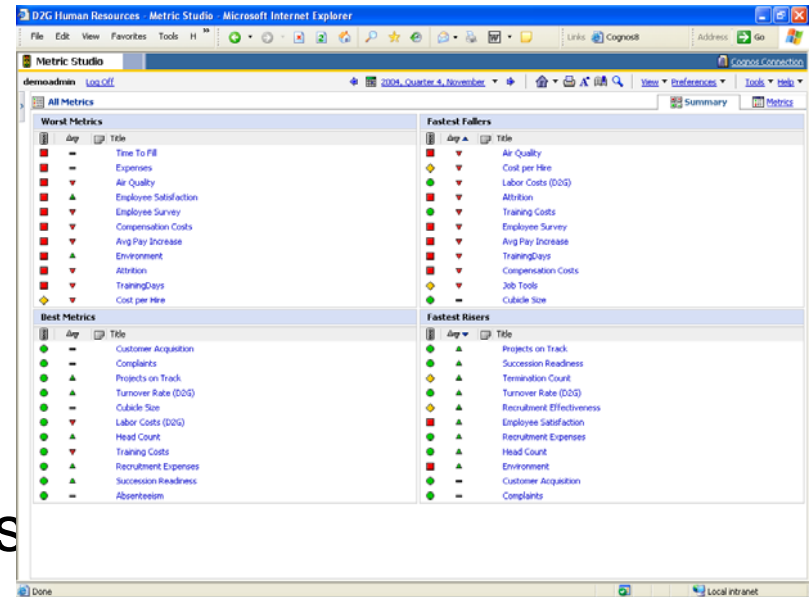 D2G Human Resources - Metric Studio - Microsoft Internet Explorer
File Edit View Favorites Tools H » Links Cognos8 Address Go
Metric Studio Cognos Connection
demoadmin Log Off 2004, Quarter 4, November View Preferences Tools Help
All Metrics Summary Metrics
Worst Metrics
Title
Time To Fill
Expenses
Air Quality
Employee Satisfaction
Employee Survey
Compensation Costs
Avg Pay Increase
Environment
Attrition
TrainingDays
Cost per Hire
Fastest Fallers
Title
Air Quality
Cost per Hire
Labor Costs (D2G)
Attrition
Training Costs
Employee Survey
Avg Pay Increase
TrainingDays
Compensation Costs
Job Tools
Cubicle Size
Best Metrics
Title
Customer Acquisition
Complaints
Projects on Track
Turnover Rate (D2G)
Cubicle Size
Labor Costs (D2G)
Head Count
Training Costs
Recruitment Expenses
Succession Readiness
Absenteeism
Fastest Risers
Title
Projects on Track
Succession Readiness
Termination Count
Turnover Rate (D2G)
Recruitment Effectiveness
Employee Satisfaction
Recruitment Expenses
Head Count
Environment
Customer Acquisition
Complaints
s
Done Local intranet